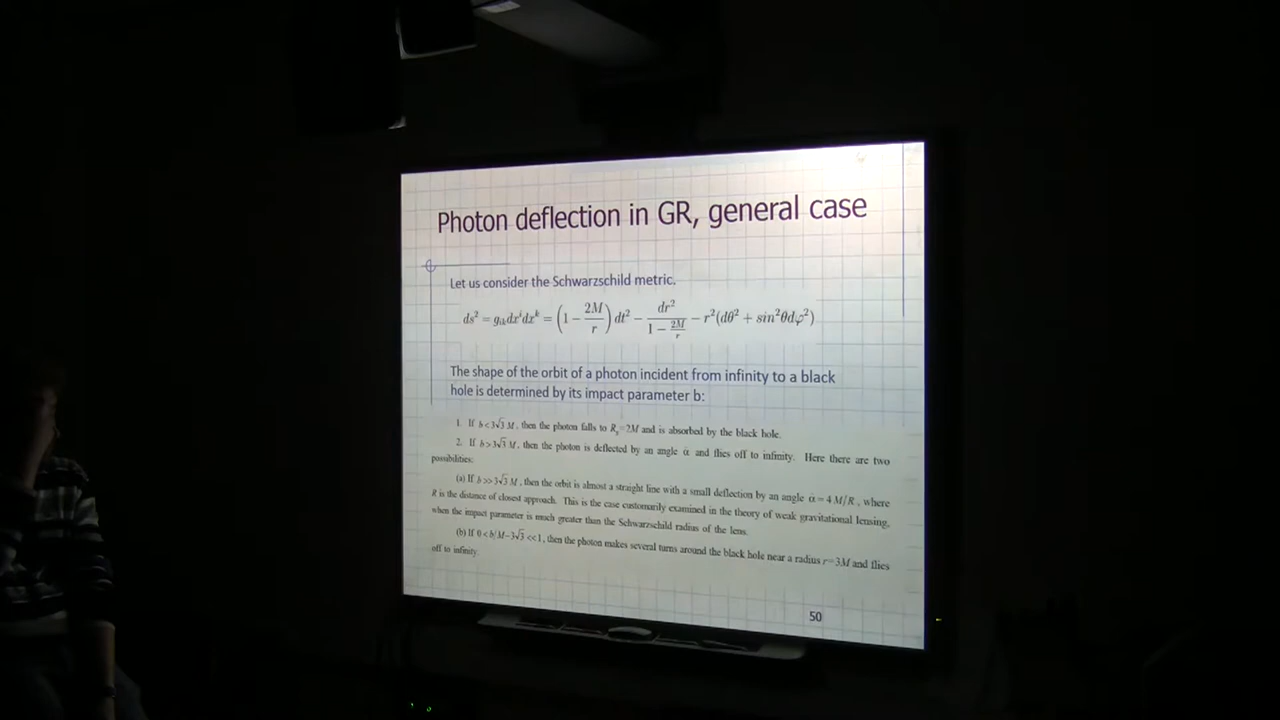 Photon deflection in GR, general case
Let us consider the Schwarzschild metric.
ds² = g_{ik}dx^i dx^k = (1 − 2M/r) dt² − dr²/(1 − 2M/r) − r²(dθ² + sin²θdφ²)
The shape of the orbit of a photon incident from infinity to a black
hole is determined by its impact parameter b:
1. If b<3√3 M, then the photon falls to R_s=2M and is absorbed by the black hole.
2. If b>3√3 M, then the photon is deflected by an angle α̂ and flies off to infinity. Here there are two
possibilities:
(a) If b>>3√3 M, then the orbit is almost a straight line with a small deflection by an angle α̂=4M/R, where
R is the distance of closest approach. This is the case customarily examined in the theory of weak gravitational lensing,
when the impact parameter is much greater than the Schwarzschild radius of the lens.
(b) If 0<b/M−3√3<<1, then the photon makes several turns around the black hole near a radius r=3M and flies
off to infinity.
50